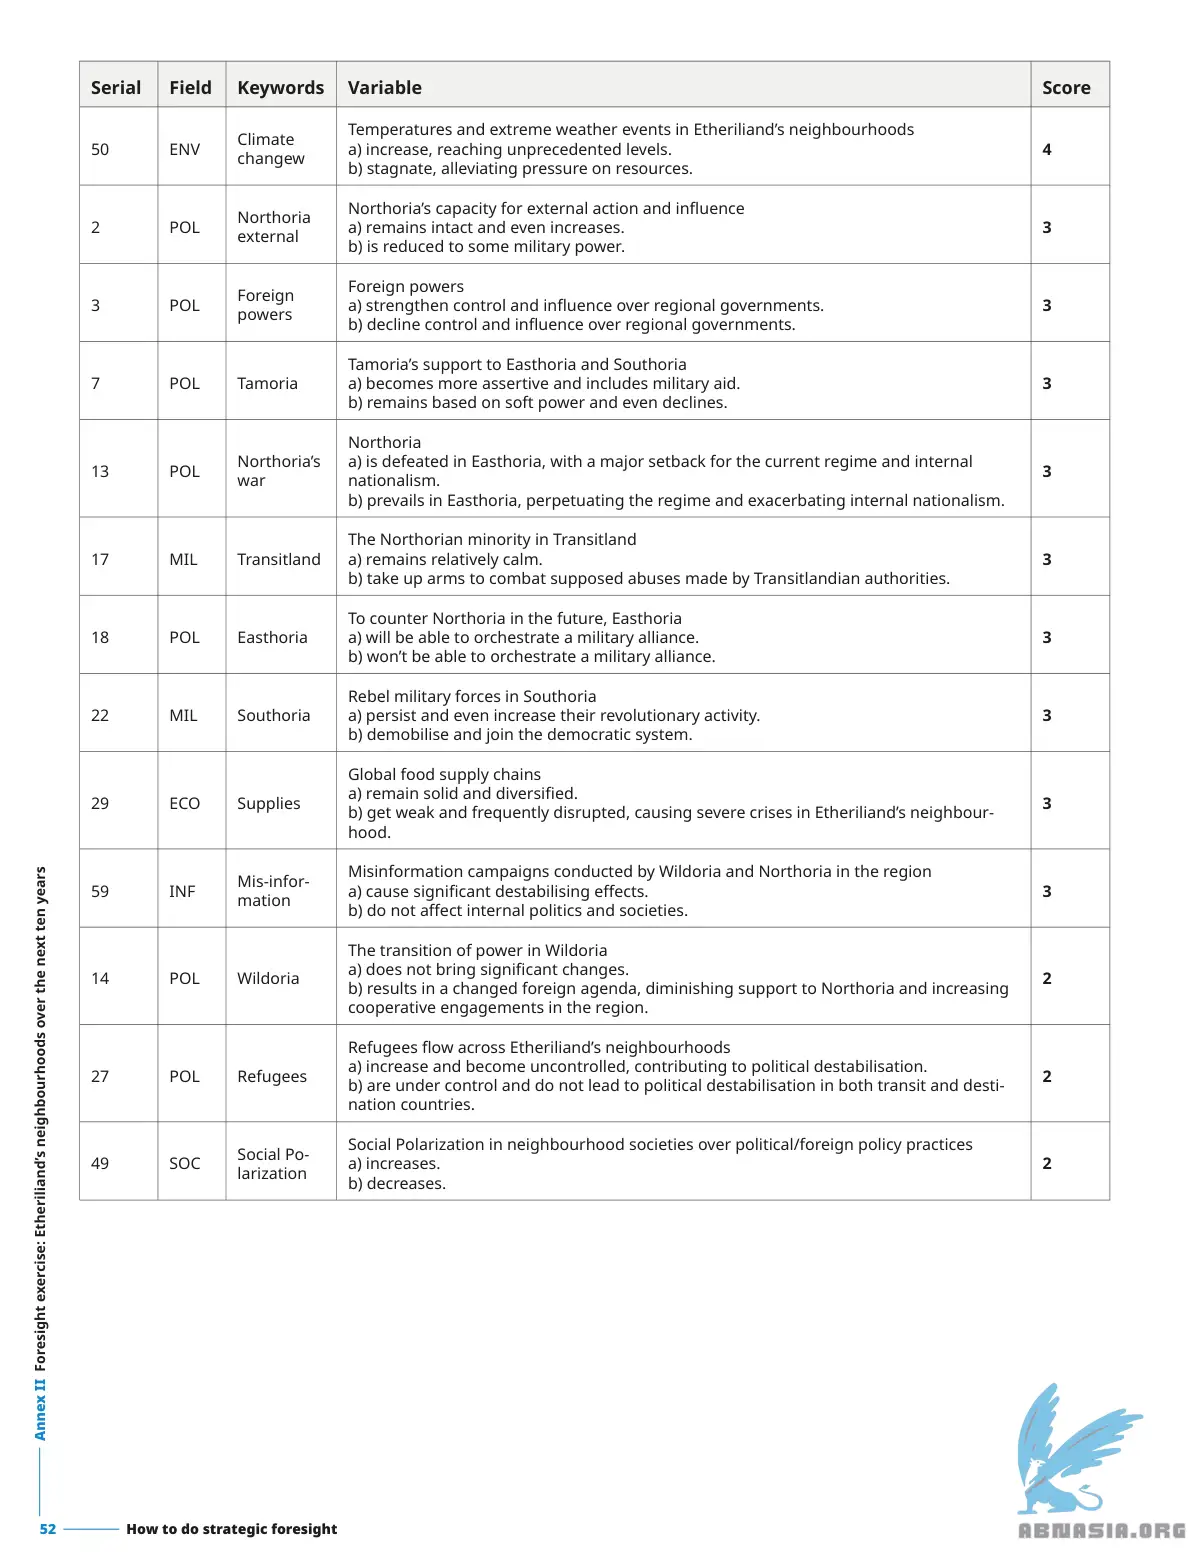 Serial Field Keywords Variable Score
50 ENV Climate changew
Temperatures and extreme weather events in Etheriliand’s neighbourhoods
a) increase, reaching unprecedented levels.
b) stagnate, alleviating pressure on resources.
4
2 POL Northoria external
Northoria’s capacity for external action and influence
a) remains intact and even increases.
b) is reduced to some military power.
3
3 POL Foreign powers
Foreign powers
a) strengthen control and influence over regional governments.
b) decline control and influence over regional governments.
3
7 POL Tamoria
Tamoria’s support to Easthoria and Southoria
a) becomes more assertive and includes military aid.
b) remains based on soft power and even declines.
3
13 POL Northoria’s war
Northoria
a) is defeated in Easthoria, with a major setback for the current regime and internal
nationalism.
b) prevails in Easthoria, perpetuating the regime and exacerbating internal nationalism.
3
17 MIL Transitland
The Northorian minority in Transitland
a) remains relatively calm.
b) take up arms to combat supposed abuses made by Transitlandian authorities.
3
18 POL Easthoria
To counter Northoria in the future, Easthoria
a) will be able to orchestrate a military alliance.
b) won’t be able to orchestrate a military alliance.
3
22 MIL Southoria
Rebel military forces in Southoria
a) persist and even increase their revolutionary activity.
b) demobilise and join the democratic system.
3
29 ECO Supplies
Global food supply chains
a) remain solid and diversified.
b) get weak and frequently disrupted, causing severe crises in Etheriliand’s neighbour-
hood.
3
59 INF Mis-infor-
mation
Misinformation campaigns conducted by Wildoria and Northoria in the region
a) cause significant destabilising effects.
b) do not affect internal politics and societies.
3
14 POL Wildoria
The transition of power in Wildoria
a) does not bring significant changes.
b) results in a changed foreign agenda, diminishing support to Northoria and increasing
cooperative engagements in the region.
2
27 POL Refugees
Refugees flow across Etheriliand’s neighbourhoods
a) increase and become uncontrolled, contributing to political destabilisation.
b) are under control and do not lead to political destabilisation in both transit and desti-
nation countries.
2
49 SOC Social Po-
larization
Social Polarization in neighbourhood societies over political/foreign policy practices
a) increases.
b) decreases.
2
Annex II Foresight exercise: Etheriliand’s neighbourhoods over the next ten years
52 How to do strategic foresight
ABNASIA.ORG